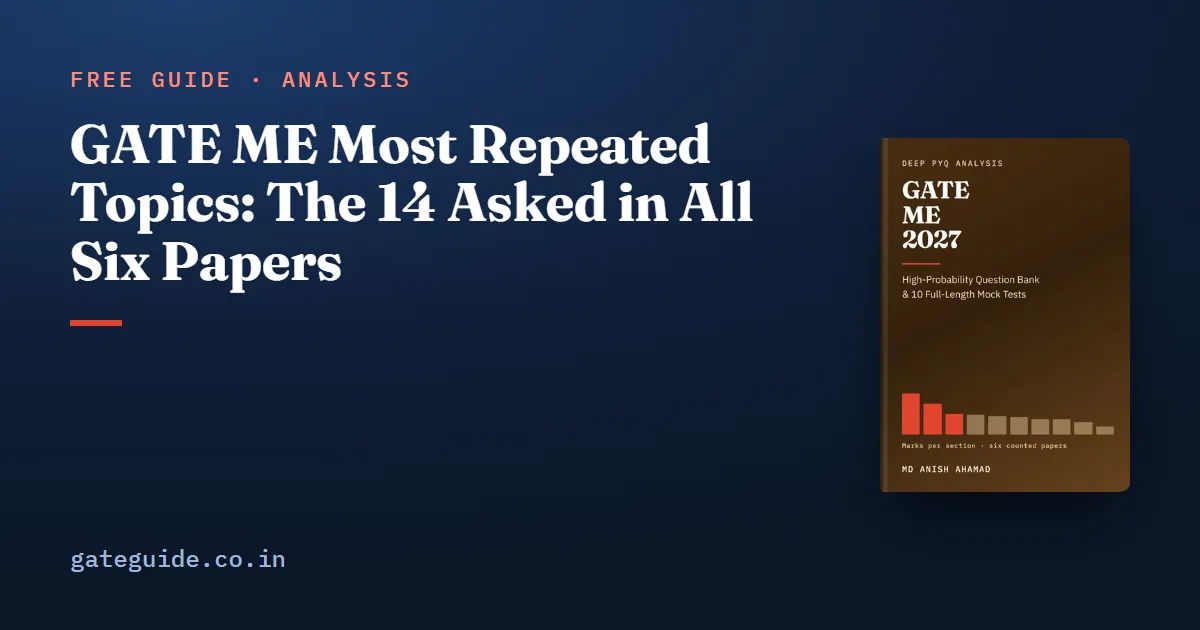 FREE GUIDE · ANALYSIS
GATE ME Most Repeated
Topics: The 14 Asked in All
Six Papers
gateguide.co.in
DEEP PYQ ANALYSIS
GATE
ME
2027
High-Probability Question Bank
& 10 Full-Length Mock Tests
Marks per section · six counted papers
MD ANISH AHAMAD